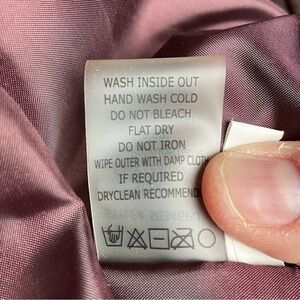 WASH INSIDE OUT
HAND WASH COLD
DO NOT BLEACH
FLAT DRY
DO NOT IRON
WIPE OUTER WITH DAMP CLOTH
IF REQUIRED
DRYCLEAN RECOMMEND